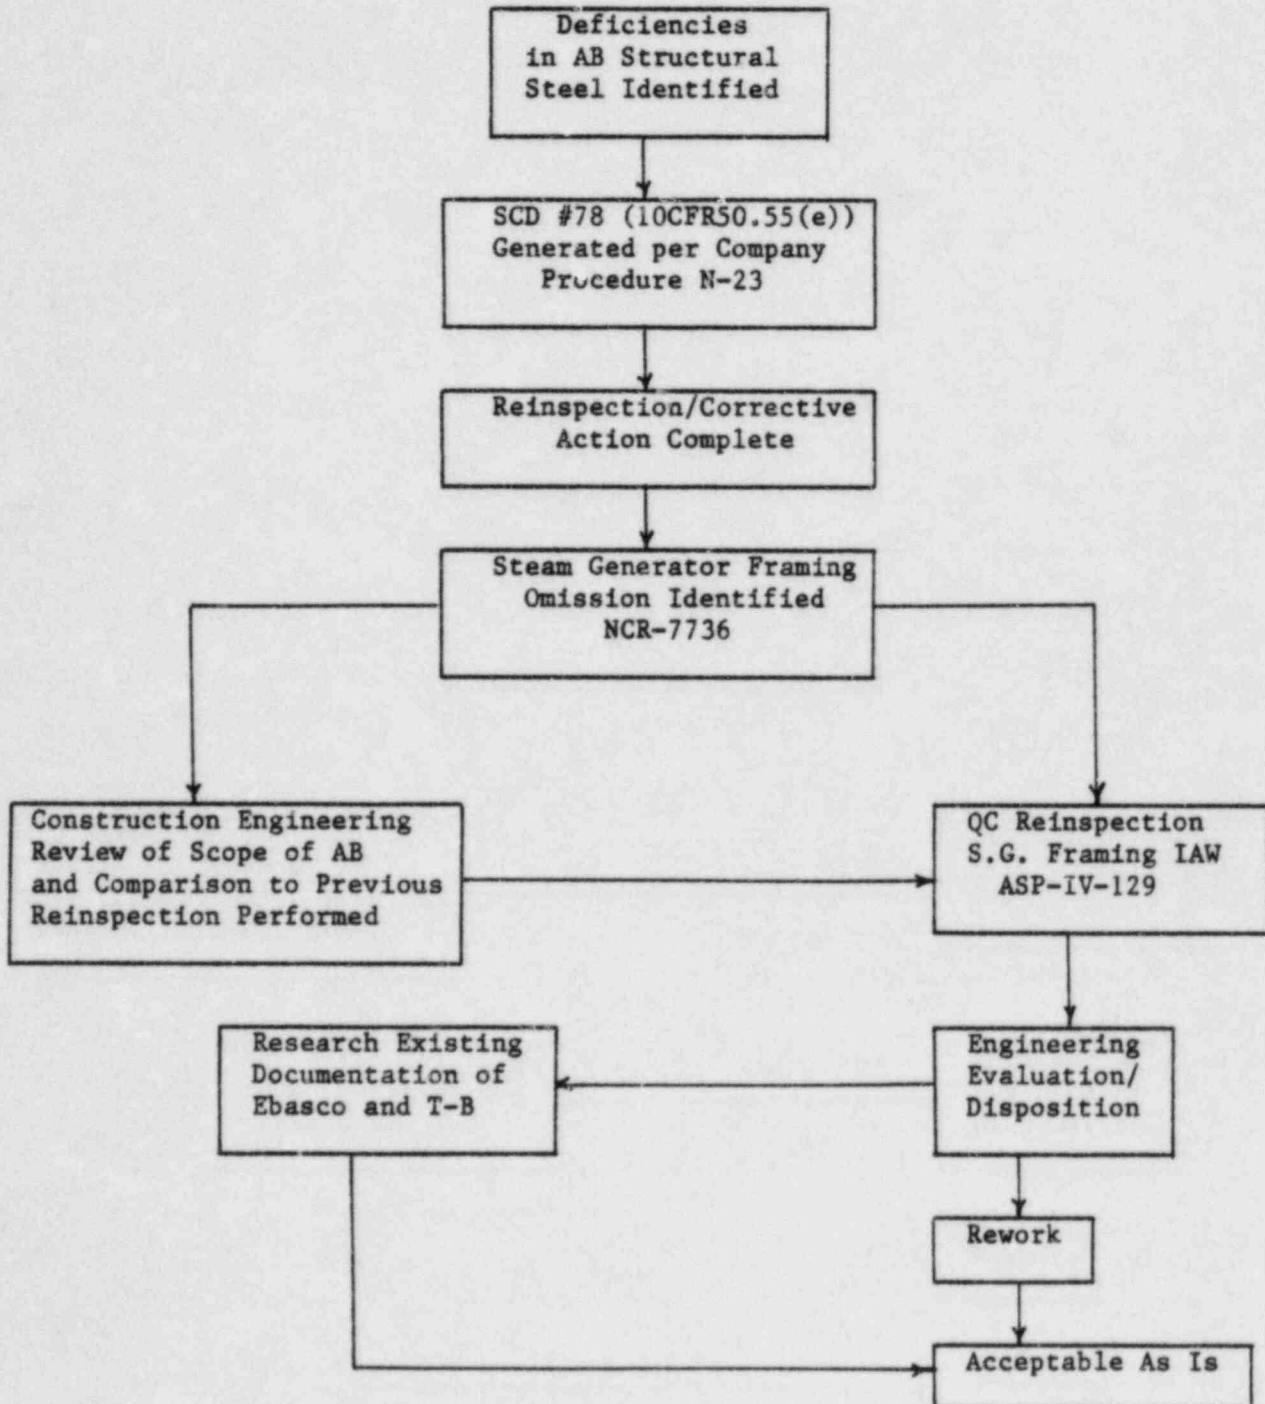 Deficiencies
in AB Structural
Steel Identified
SCD #78 (10CFR50.55(e))
Generated per Company
Procedure N-23
Reinspection/Corrective
Action Complete
Steam Generator Framing
Omission Identified
NCR-7736
Construction Engineering
Review of Scope of AB
and Comparison to Previous
Reinspection Performed
QC Reinspection
S.G. Framing IAW
ASP-IV-129
Research Existing
Documentation of
Ebasco and T-B
Engineering
Evaluation/
Disposition
Rework
Acceptable As Is